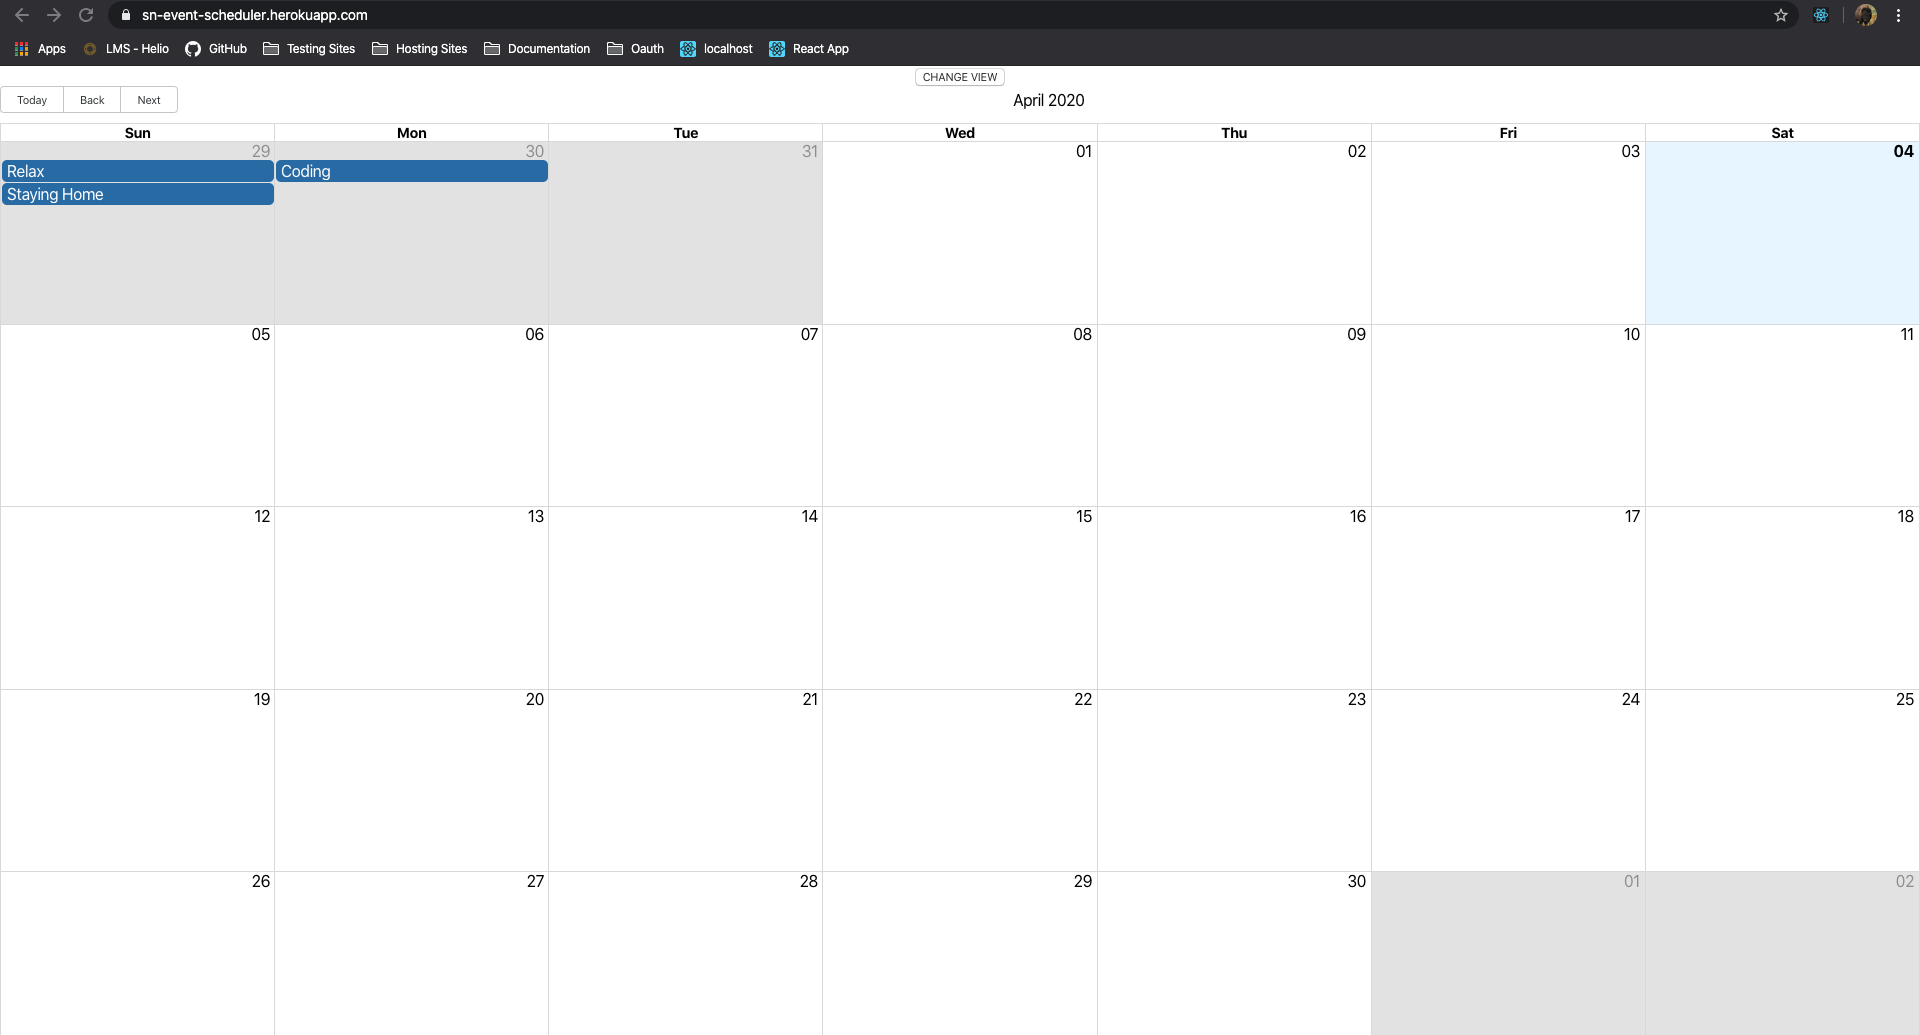 sn-event-scheduler.herokuapp.com
Apps LMS - Helio GitHub Testing Sites Hosting Sites Documentation Oauth localhost React App
CHANGE VIEW
Today Back Next April 2020
Sun Mon Tue Wed Thu Fri Sat
29 30 31 01 02 03 04
Relax Coding
Staying Home
05 06 07 08 09 10 11
12 13 14 15 16 17 18
19 20 21 22 23 24 25
26 27 28 29 30 01 02